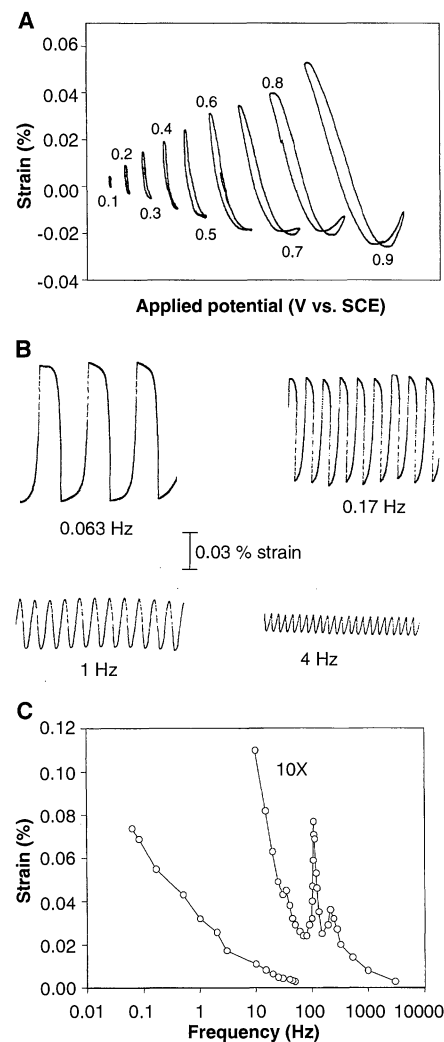 A
0.06
0.04
0.02
0.00
-0.02
-0.04
Strain (%)
0.1
0.2
0.3
0.4
0.5
0.6
0.7
0.8
0.9
Applied potential (V vs. SCE)
B
0.063 Hz
0.17 Hz
0.03 % strain
1 Hz
4 Hz
C
0.12
0.10
0.08
0.06
0.04
0.02
0.00
Strain (%)
10X
0.01 0.1 1 10 100 1000 10000
Frequency (Hz)